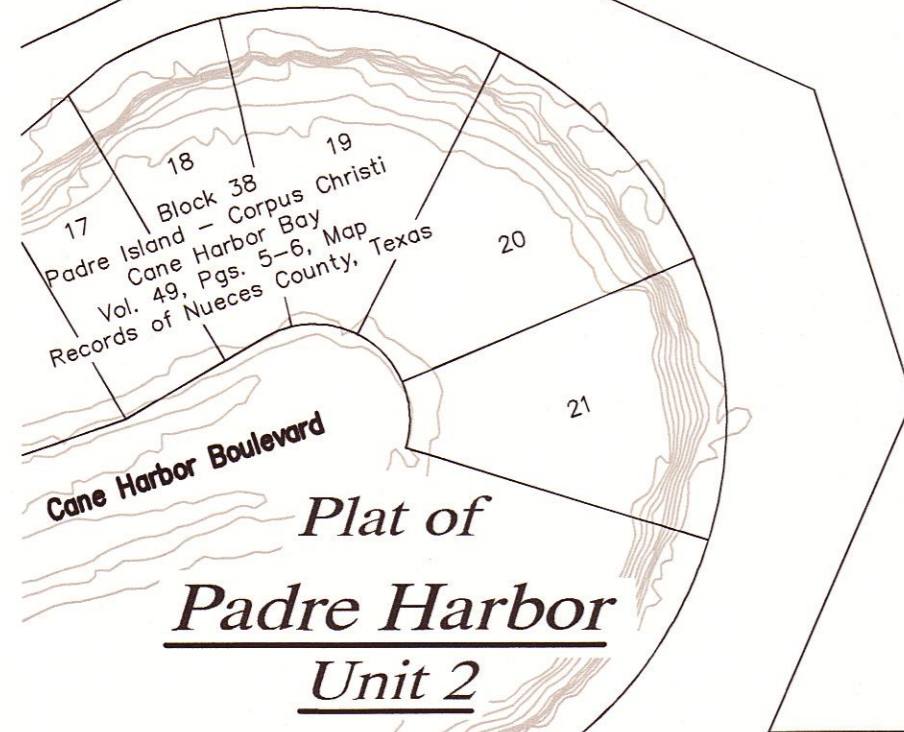 19
18
Block 38
17
Padre Island – Corpus Christi
Cane Harbor Bay
Vol. 49, Pgs. 5–6, Map
Records of Nueces County, Texas
20
21
Cane Harbor Boulevard
Plat of
Padre Harbor
Unit 2